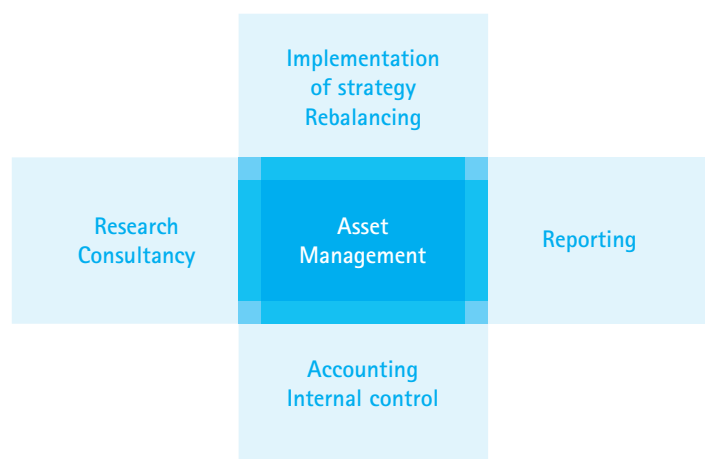 Implementation
of strategy
Rebalancing
Research
Consultancy
Asset
Management
Reporting
Accounting
Internal control